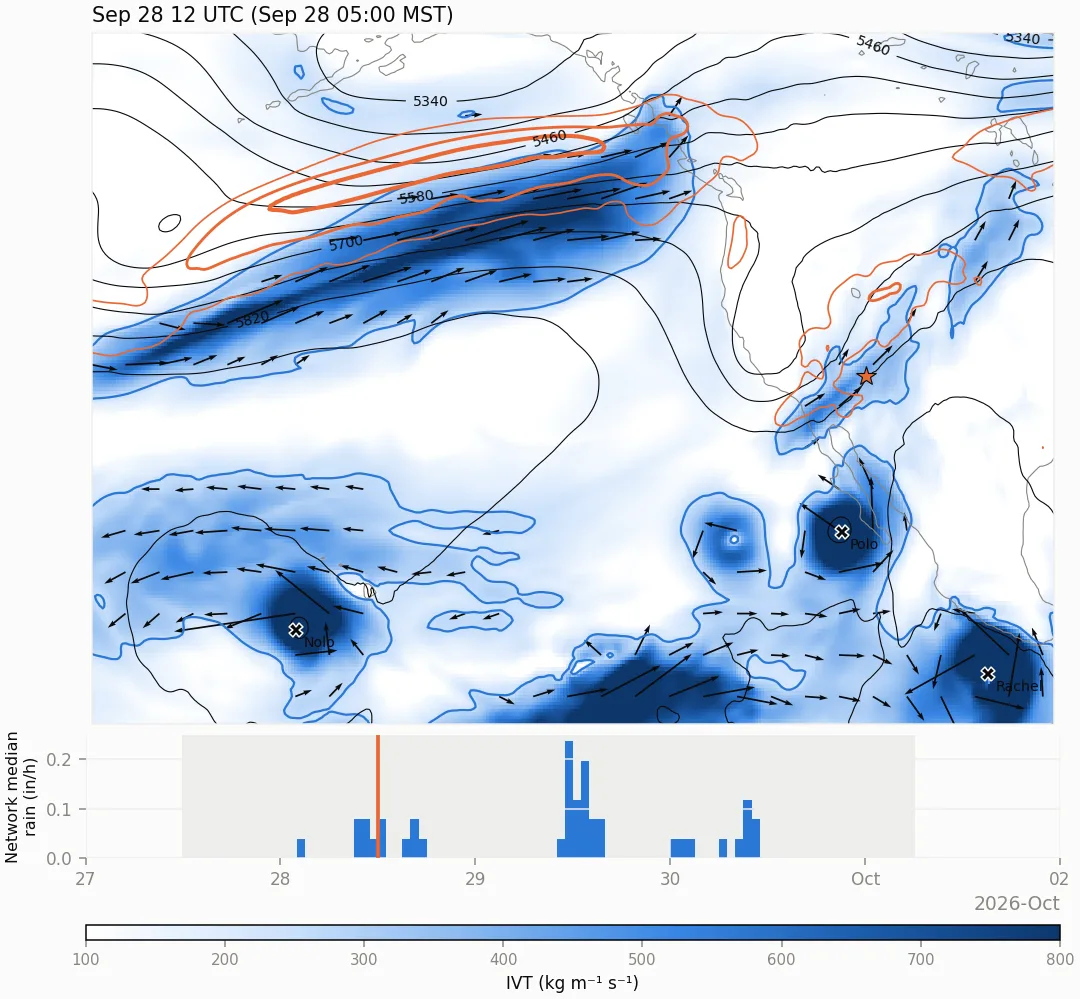 Sep 28 12 UTC (Sep 28 05:00 MST)
5460
5340
5340
5460
5580
5700
5820
Polo
Nolo
Rachel
Network median
rain (in/h)
0.2
0.1
0.0
27
28
29
30
Oct
02
2026-Oct
100
200
300
400
500
600
700
800
IVT (kg m⁻¹ s⁻¹)